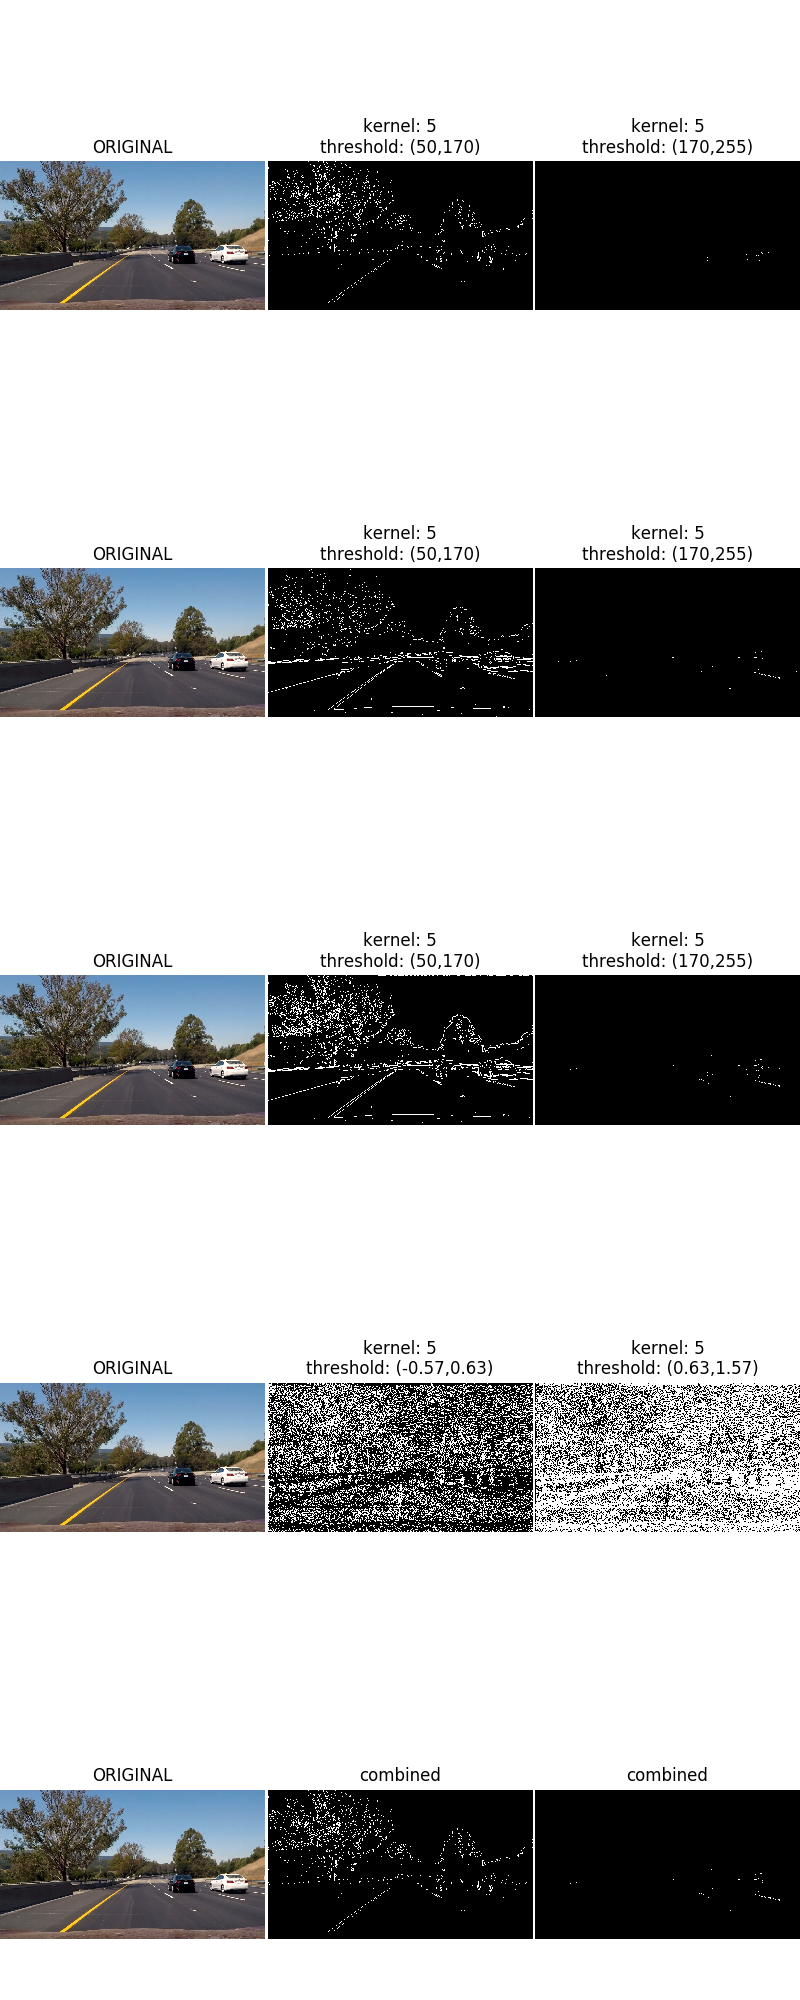 ORIGINAL
kernel: 5
threshold: (50,170)
kernel: 5
threshold: (170,255)
ORIGINAL
kernel: 5
threshold: (50,170)
kernel: 5
threshold: (170,255)
ORIGINAL
kernel: 5
threshold: (50,170)
kernel: 5
threshold: (170,255)
ORIGINAL
kernel: 5
threshold: (-0.57,0.63)
kernel: 5
threshold: (0.63,1.57)
ORIGINAL
combined
combined